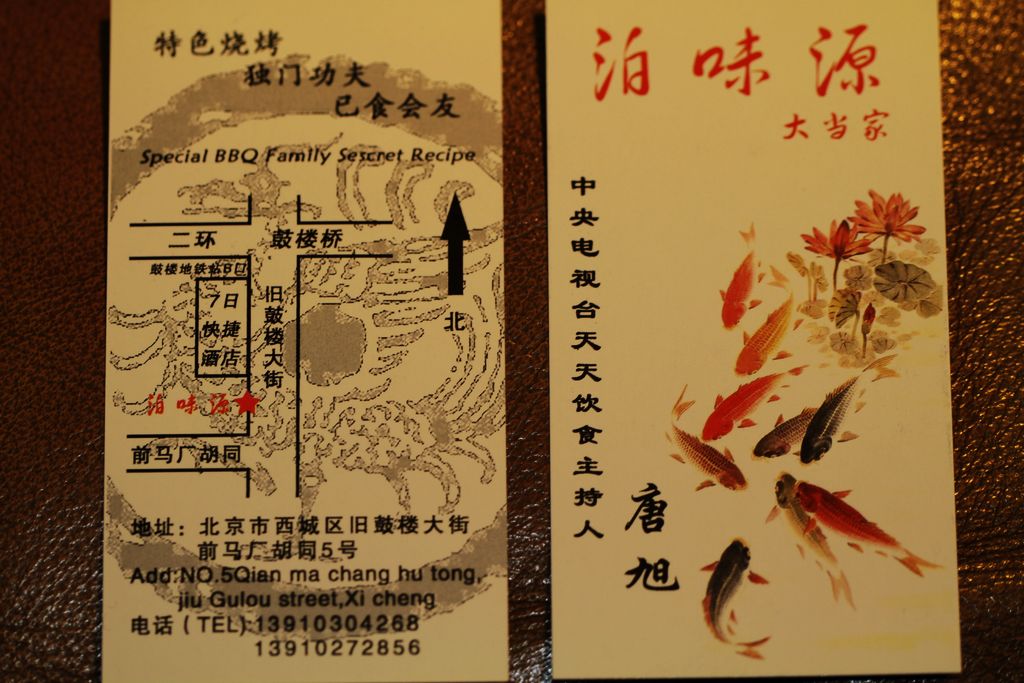 特色烧烤
独门功夫
已食会友
Special BBQ Family Sescret Recipe
二环
鼓楼桥
鼓楼地铁站B口
7日
快捷
酒店
旧鼓楼大街
北
泊味源
前马厂胡同
地址：北京市西城区旧鼓楼大街
前马厂胡同5号
Add:NO.5Qian ma chang hu tong,
jiu Gulou street,Xi cheng
电话（TEL):13910304268
13910272856
泊味源
大当家
中央电视台天天饮食主持人
唐旭